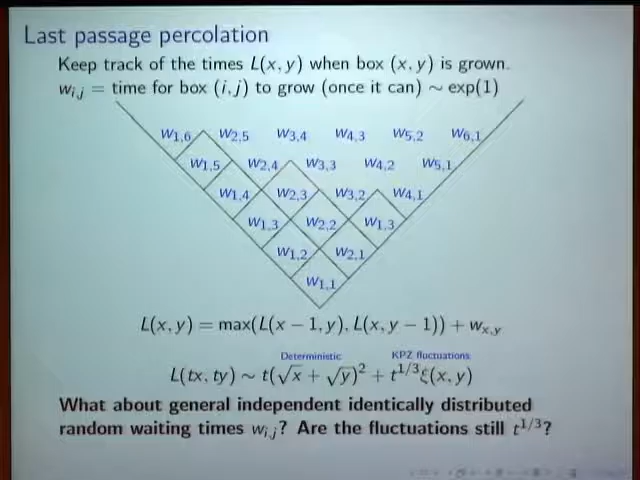 Last passage percolation
Keep track of the times L(x, y) when box (x, y) is grown.
w_{i,j} = time for box (i, j) to grow (once it can) ~ exp(1)
w_{1,6} w_{2,5} w_{3,4} w_{4,3} w_{5,2} w_{6,1}
w_{1,5} w_{2,4} w_{3,3} w_{4,2} w_{5,1}
w_{1,4} w_{2,3} w_{3,2} w_{4,1}
w_{1,3} w_{2,2} w_{1,3}
w_{1,2} w_{2,1}
w_{1,1}
L(x, y) = max(L(x − 1, y), L(x, y − 1)) + w_{x,y}
Deterministic KPZ fluctuations
L(tx, ty) ~ t(√x + √y)^2 + t^{1/3}ξ(x, y)
What about general independent identically distributed
random waiting times w_{i,j}? Are the fluctuations still t^{1/3}?